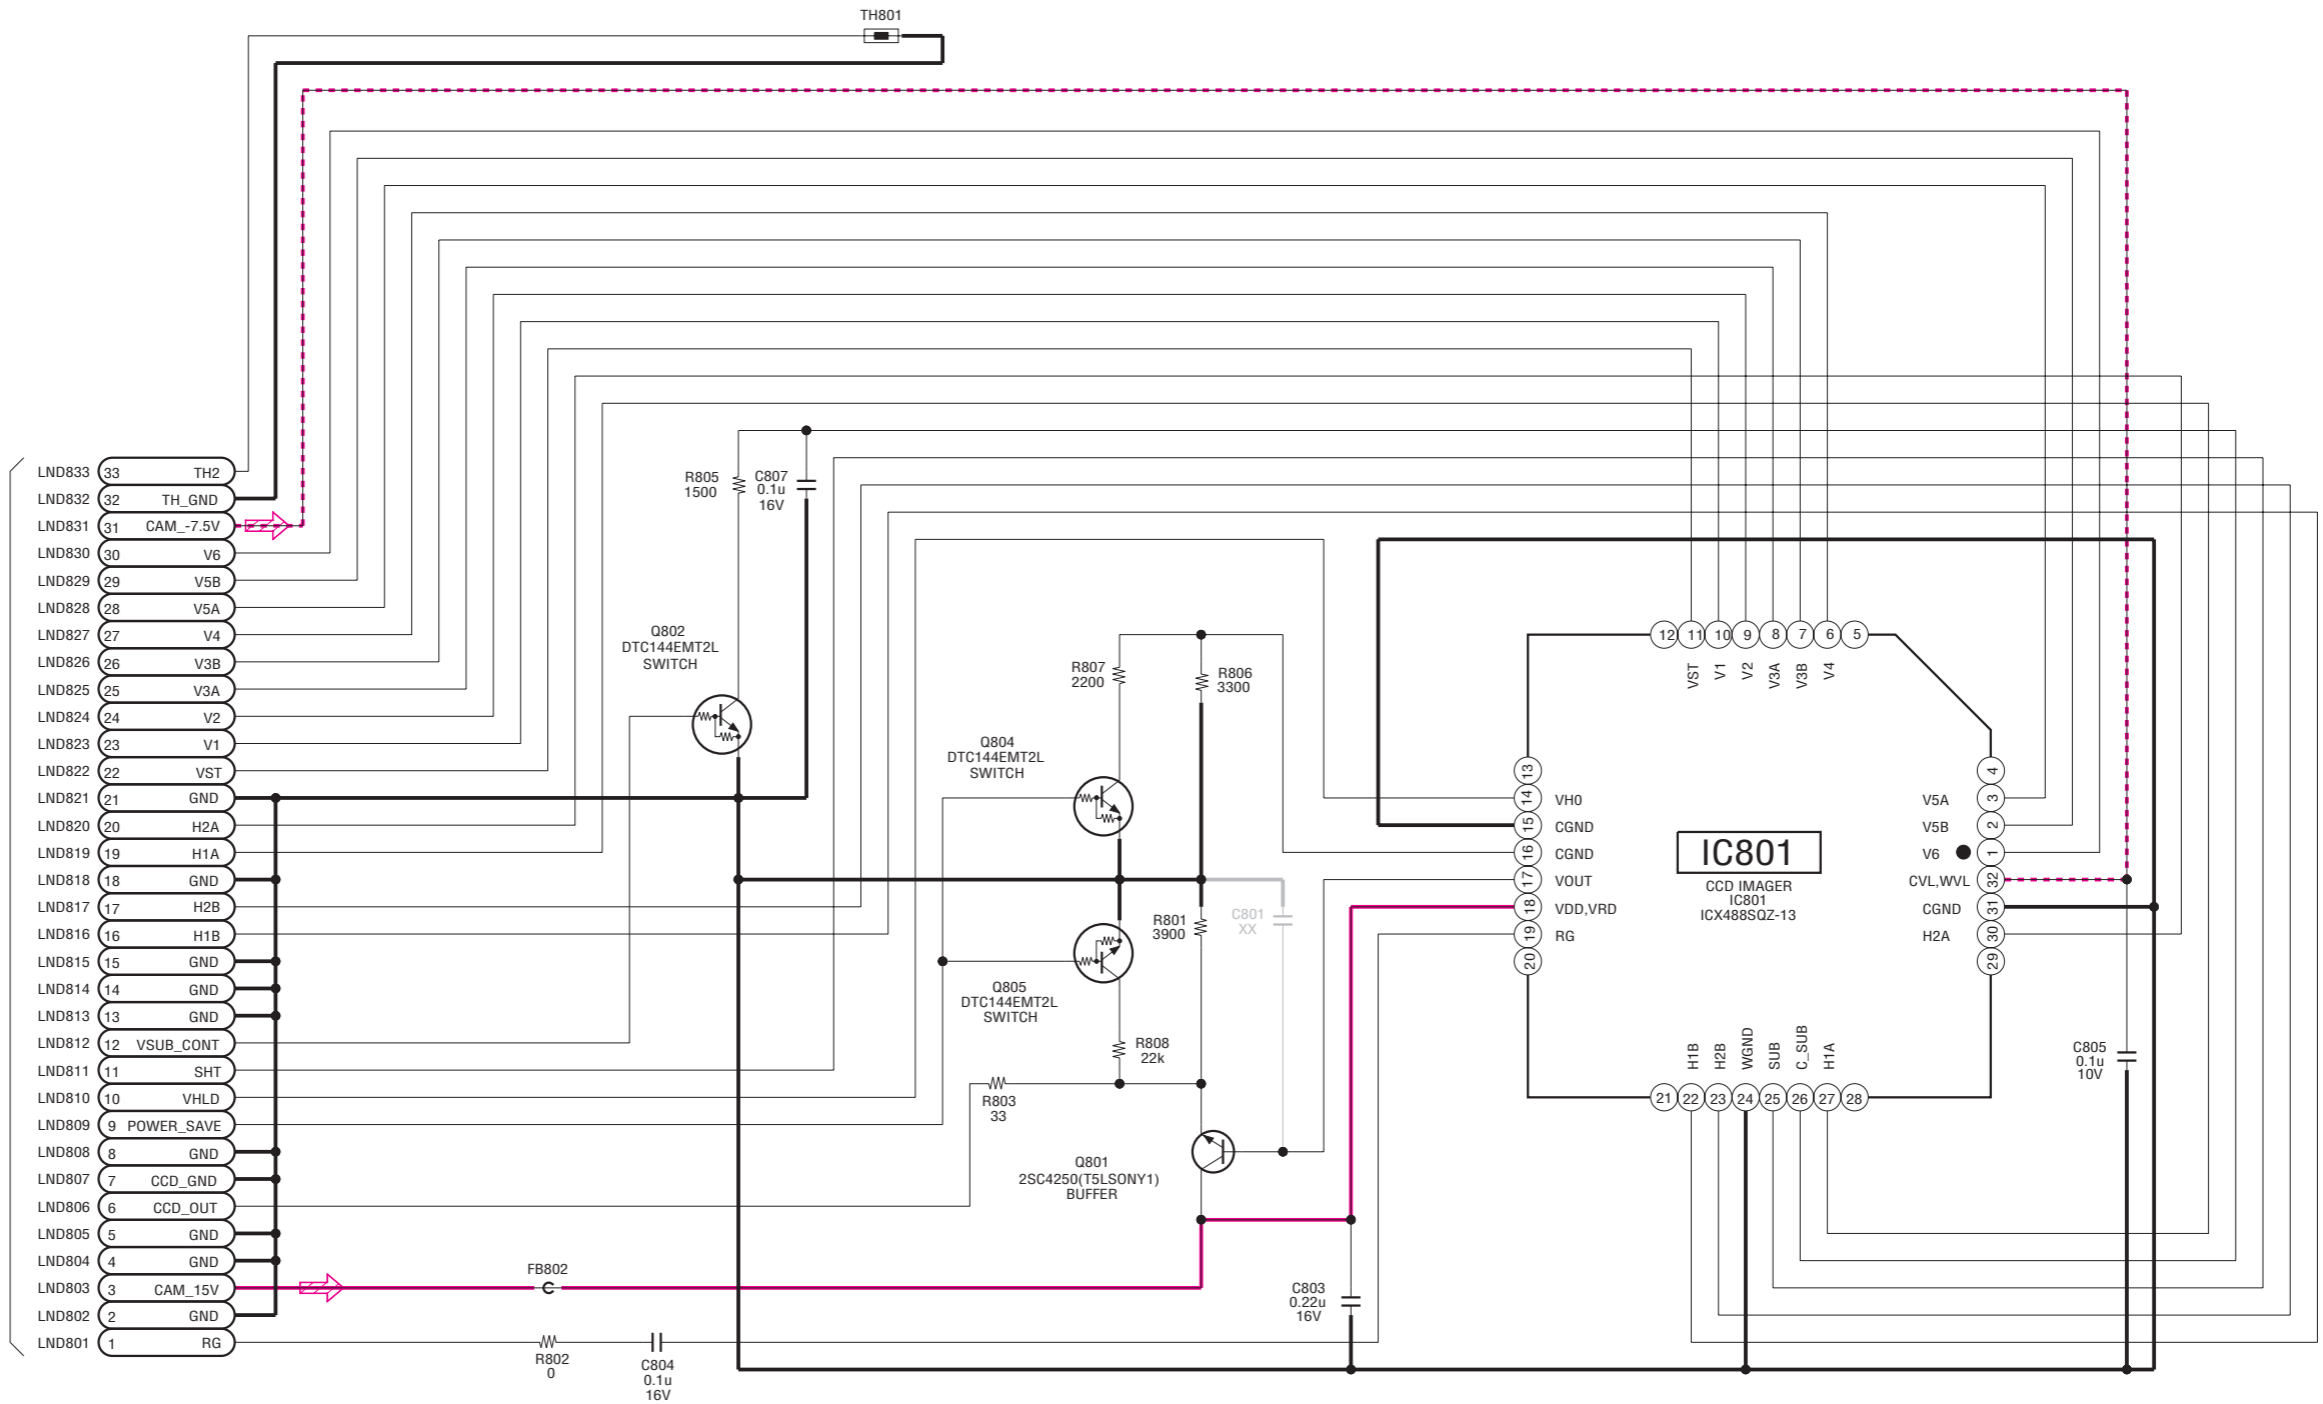 TH801
LND833 33 TH2
LND832 32 TH_GND
LND831 31 CAM_-7.5V
LND830 30 V6
LND829 29 V5B
LND828 28 V5A
LND827 27 V4
LND826 26 V3B
LND825 25 V3A
LND824 24 V2
LND823 23 V1
LND822 22 VST
LND821 21 GND
LND820 20 H2A
LND819 19 H1A
LND818 18 GND
LND817 17 H2B
LND816 16 H1B
LND815 15 GND
LND814 14 GND
LND813 13 GND
LND812 12 VSUB_CONT
LND811 11 SHT
LND810 10 VHLD
LND809 9 POWER_SAVE
LND808 8 GND
LND807 7 CCD_GND
LND806 6 CCD_OUT
LND805 5 GND
LND804 4 GND
LND803 3 CAM_15V
LND802 2 GND
LND801 1 RG
R805
1500
C807
0.1u
16V
Q802
DTC144EMT2L
SWITCH
R807
2200
R806
3300
Q804
DTC144EMT2L
SWITCH
R801
3900
C801
XX
Q805
DTC144EMT2L
SWITCH
R808
22k
R803
33
Q801
2SC4250(T5LSONY1)
BUFFER
FB802
R802
0
C804
0.1u
16V
C803
0.22u
16V
12 11 10 9 8 7 6 5
VST V1 V2 V3A V3B V4
13
14 VH0
15 CGND
16 CGND
17 VOUT
18 VDD,VRD
19 RG
20
IC801
CCD IMAGER
IC801
ICX488SQZ-13
4
V5A 3
V5B 2
V6 1
CVL,WVL 32
CGND 31
H2A 30
29
H1B H2B WGND SUB C_SUB H1A
21 22 23 24 25 26 27 28
C805
0.1u
10V